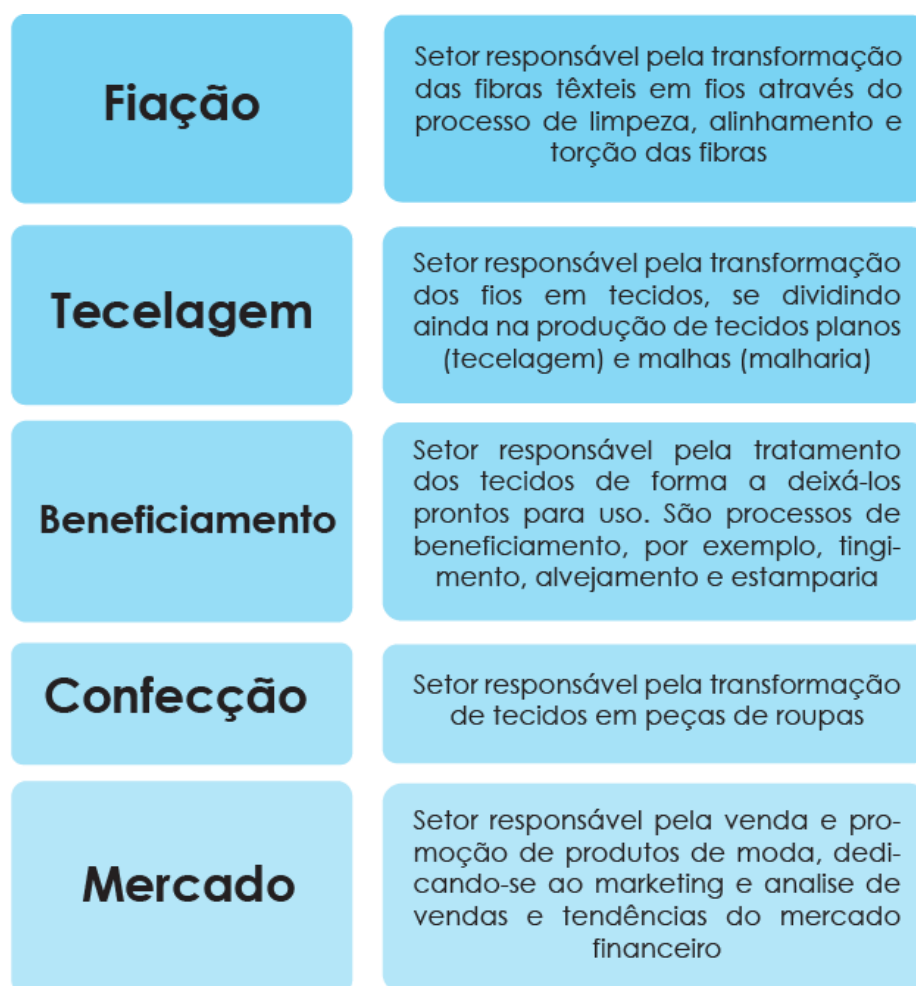 Fiação
Setor responsável pela transformação
das fibras têxteis em fios através do
processo de limpeza, alinhamento e
torção das fibras
Tecelagem
Setor responsável pela transformação
dos fios em tecidos, se dividindo
ainda na produção de tecidos planos
(tecelagem) e malhas (malharia)
Beneficiamento
Setor responsável pela tratamento
dos tecidos de forma a deixá-los
prontos para uso. São processos de
beneficiamento, por exemplo, tingi-
mento, alvejamento e estamparia
Confecção
Setor responsável pela transformação
de tecidos em peças de roupas
Mercado
Setor responsável pela venda e pro-
moção de produtos de moda, dedi-
cando-se ao marketing e analise de
vendas e tendências do mercado
financeiro